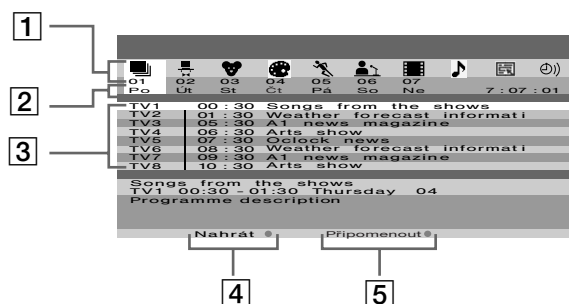 1
01 02 03 04 05 06 07
2
Po Út St Čt Pá So Ne 7:07:01
TV1 00:30 Songs from the shows
TV2 01:30 Weather forecast informati
TV3 05:30 A1 news magazine
3
TV4 06:30 Arts show
TV5 07:30 Oclock news
TV6 08:30 Weather forecast informati
TV7 09:30 A1 news magazine
TV8 10:30 Arts show
Songs from the shows
TV1 00:30 - 01:30 Thursday 04
Programme description
Nahrát Připomenout
4 5